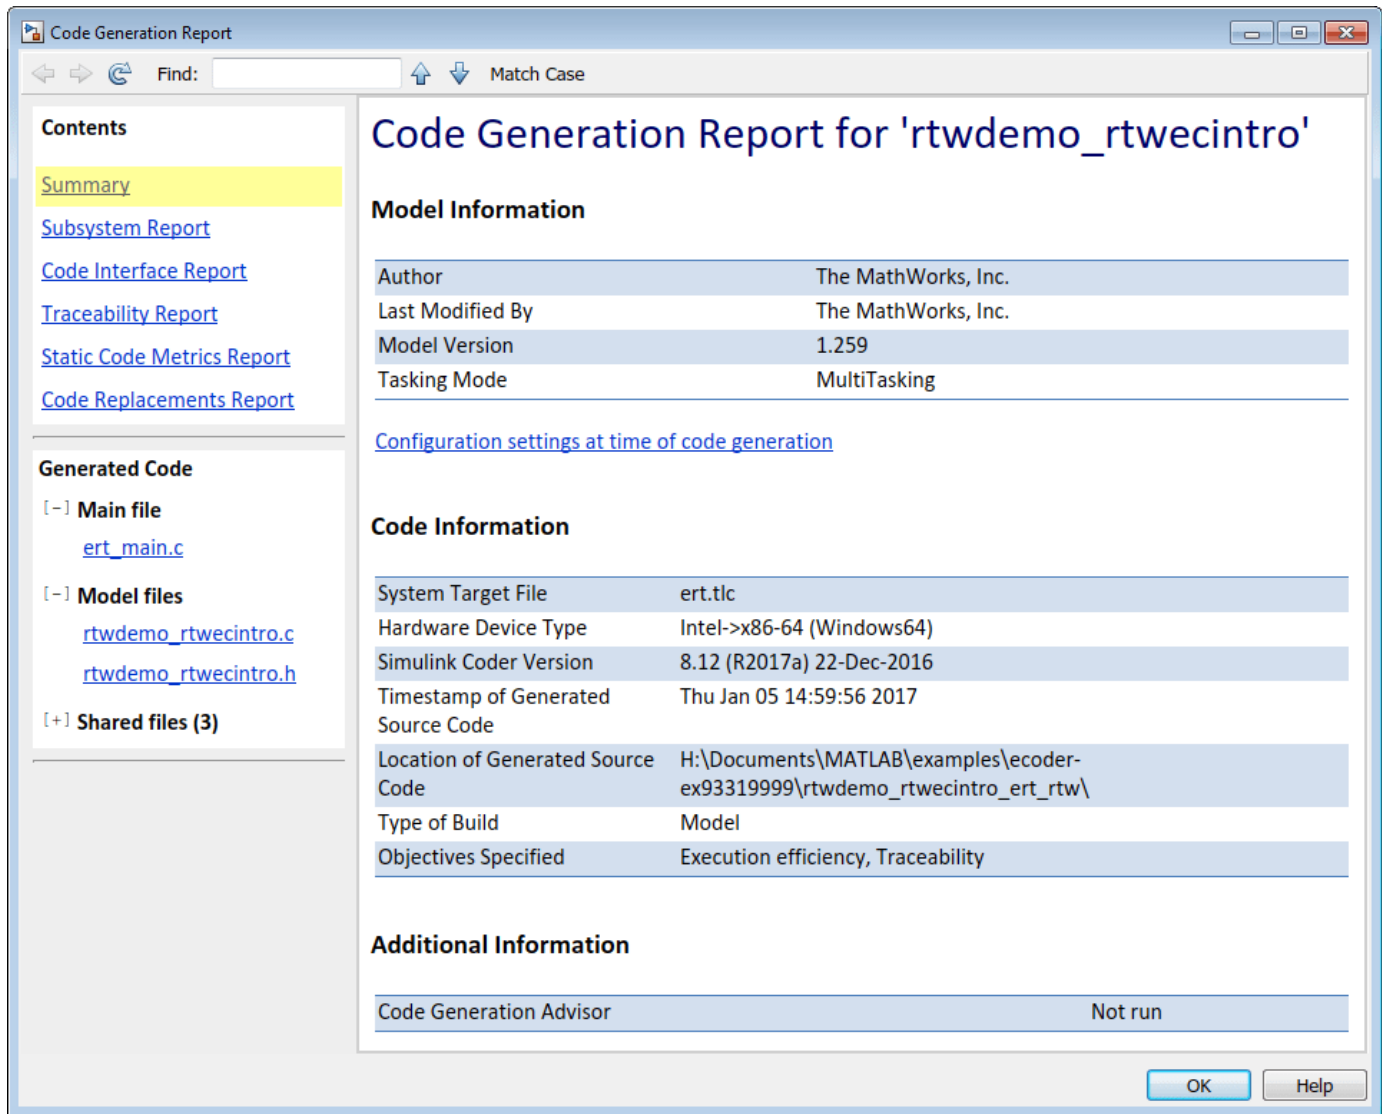 Code Generation Report
Find:
Match Case
Contents
Summary
Subsystem Report
Code Interface Report
Traceability Report
Static Code Metrics Report
Code Replacements Report
Generated Code
[-] Main file
ert_main.c
[-] Model files
rtwdemo_rtwecintro.c
rtwdemo_rtwecintro.h
[+] Shared files (3)
Code Generation Report for 'rtwdemo_rtwecintro'
Model Information
Author The MathWorks, Inc.
Last Modified By The MathWorks, Inc.
Model Version 1.259
Tasking Mode MultiTasking
Configuration settings at time of code generation
Code Information
System Target File ert.tlc
Hardware Device Type Intel->x86-64 (Windows64)
Simulink Coder Version 8.12 (R2017a) 22-Dec-2016
Timestamp of Generated Thu Jan 05 14:59:56 2017
Source Code
Location of Generated Source H:\Documents\MATLAB\examples\ecoder-
Code ex93319999\rtwdemo_rtwecintro_ert_rtw\
Type of Build Model
Objectives Specified Execution efficiency, Traceability
Additional Information
Code Generation Advisor Not run
OK Help